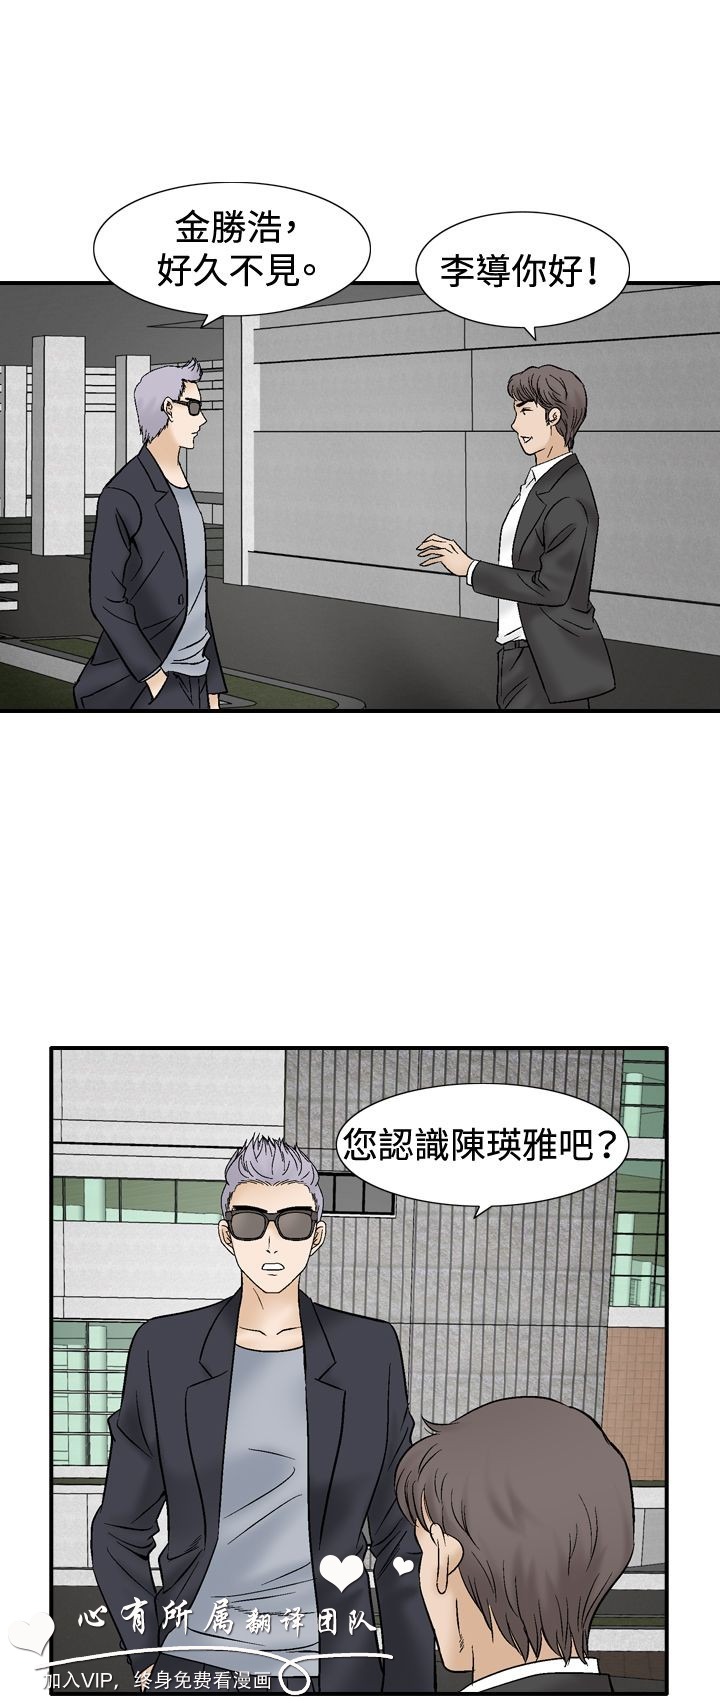 金勝浩，
好久不見。
李導你好！
您認識陳瑛雅吧？
心有所属翻译团队
加入VIP，终身免费看漫画